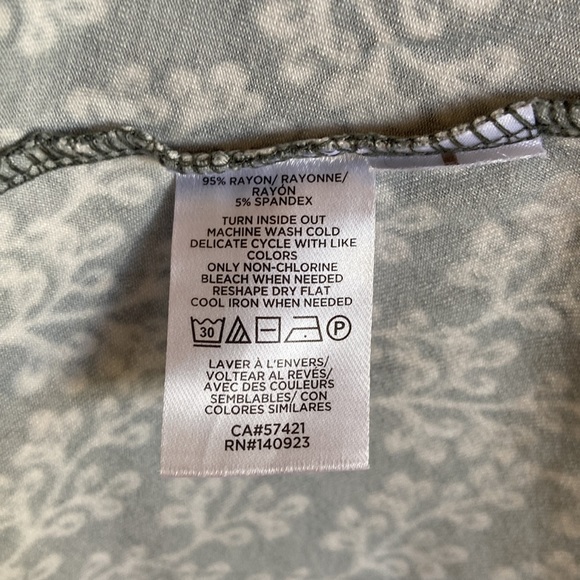 95% RAYON/ RAYONNE/
RAYÓN
5% SPANDEX
TURN INSIDE OUT
MACHINE WASH COLD
DELICATE CYCLE WITH LIKE
COLORS
ONLY NON-CHLORINE
BLEACH WHEN NEEDED
RESHAPE DRY FLAT
COOL IRON WHEN NEEDED
30 P
LAVER À L'ENVERS/
VOLTEAR AL REVÉS/
AVEC DES COULEURS
SEMBLABLES/ CON
COLORES SIMILARES
CA#57421
RN#140923